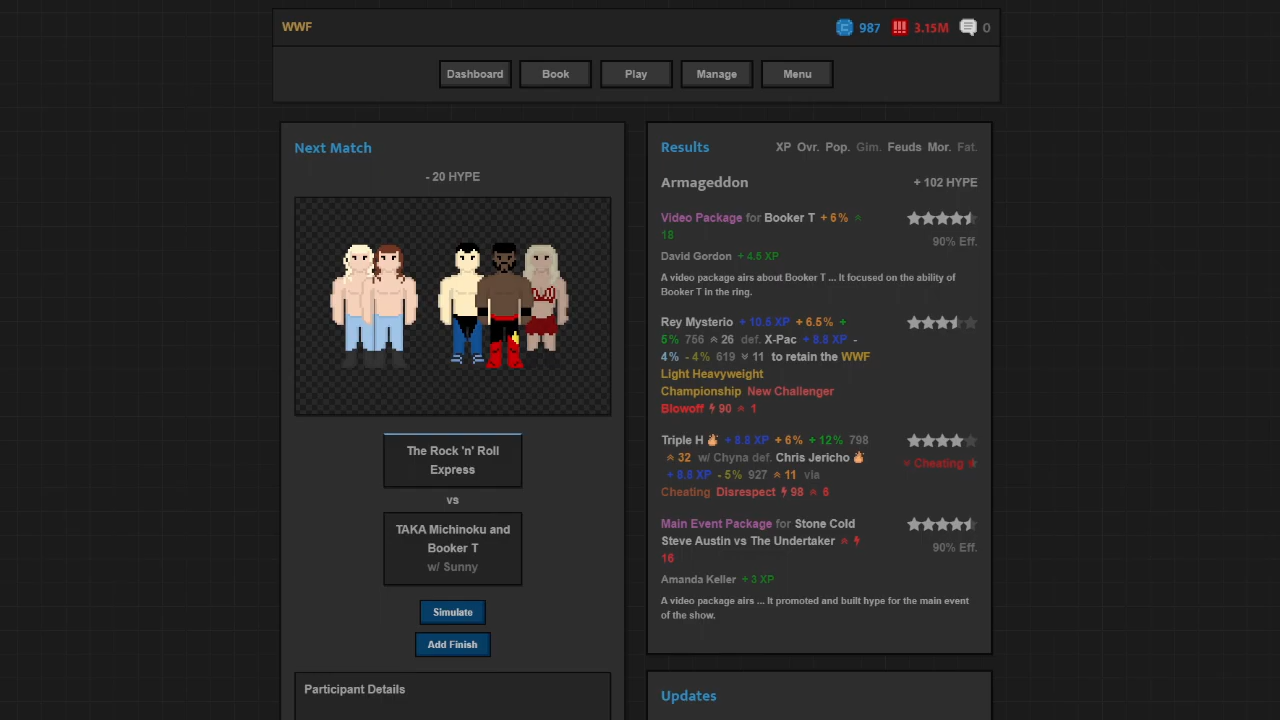 WWF
987 3.15M 0
Dashboard Book Play Manage Menu
Next Match
- 20 HYPE
The Rock 'n' Roll
Express
vs
TAKA Michinoku and
Booker T
w/ Sunny
Simulate
Add Finish
Participant Details
Results XP Ovr. Pop. Gim. Feuds Mor. Fat.
Armageddon + 102 HYPE
Video Package for Booker T + 6%
18
90% Eff.
David Gordon + 4.5 XP
A video package airs about Booker T ... It focused on the ability of
Booker T in the ring.
Rey Mysterio + 10.5 XP + 6.5% +
5% 756 26 def. X-Pac + 8.8 XP -
4% - 4% 619 11 to retain the WWF
Light Heavyweight
Championship New Challenger
Blowoff 90 1
Triple H + 8.8 XP + 6% + 12% 798
32 w/ Chyna def. Chris Jericho
+ 8.8 XP - 5% 927 11 via
Cheating Disrespect 98 6
Cheating
Main Event Package for Stone Cold
Steve Austin vs The Undertaker
16
90% Eff.
Amanda Keller + 3 XP
A video package airs ... It promoted and built hype for the main event
of the show.
Updates